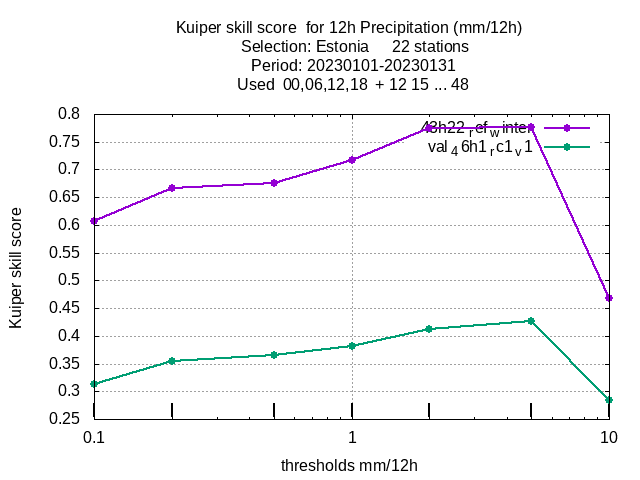 Kuiper skill score  for 12h Precipitation (mm/12h)
Selection: Estonia     22 stations
Period: 20230101-20230131
Used  00,06,12,18  + 12 15 ... 48
43h22_ref_winter
val_46h1_rc1_v1
0.8
0.75
0.7
0.65
0.6
0.55
0.5
0.45
0.4
0.35
0.3
0.25
Kuiper skill score
0.1
1
10
thresholds mm/12h